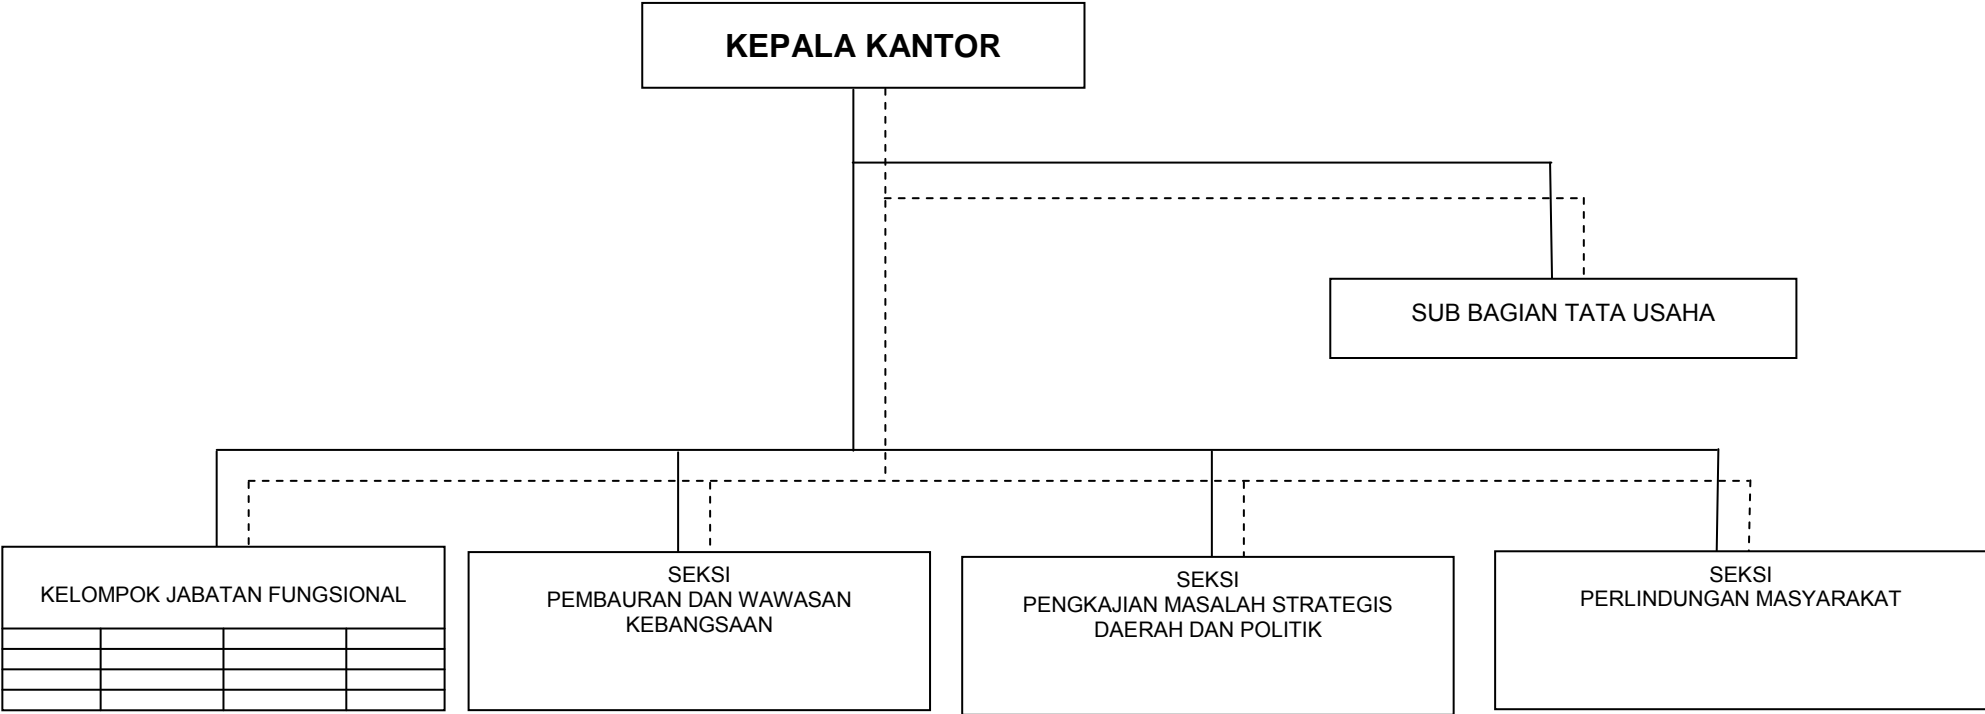 KEPALA KANTOR
SUB BAGIAN TATA USAHA
KELOMPOK JABATAN FUNGSIONAL
SEKSI
PEMBAURAN DAN WAWASAN
KEBANGSAAN
SEKSI
PENGKAJIAN MASALAH STRATEGIS
DAERAH DAN POLITIK
SEKSI
PERLINDUNGAN MASYARAKAT